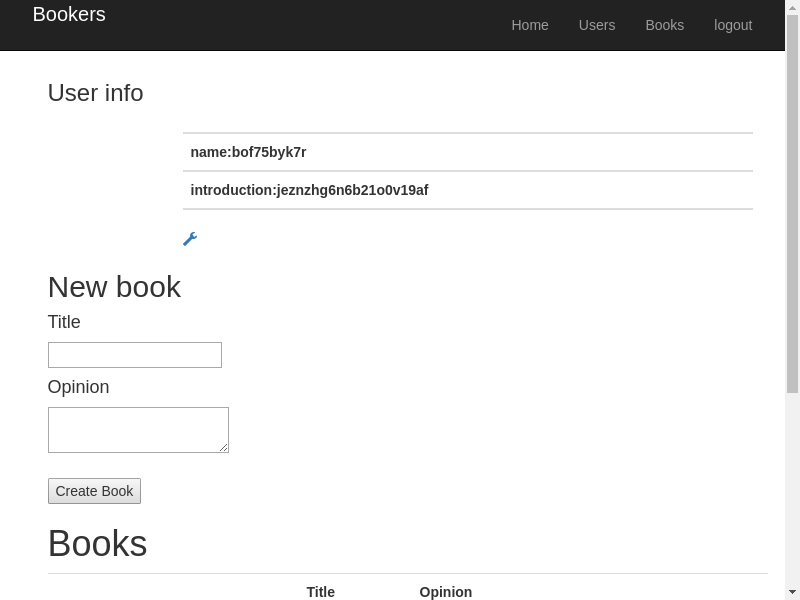 Bookers
Home Users Books logout
User info
name:bof75byk7r
introduction:jeznzhg6n6b21o0v19af
New book
Title
Opinion
Create Book
Books
Title Opinion